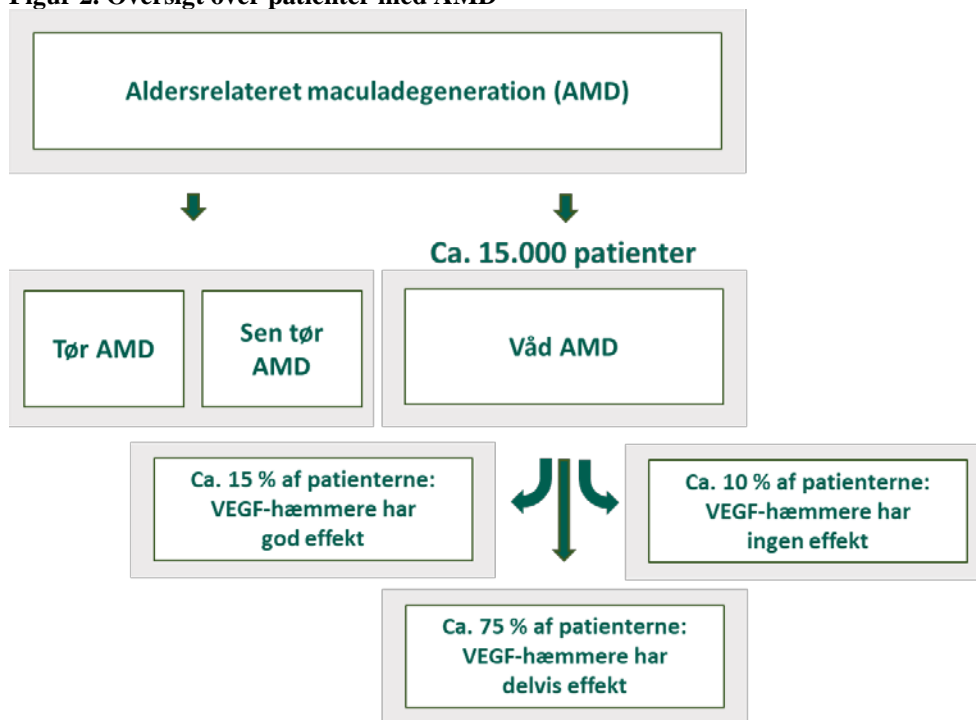 Figur 2. Oversigt over patienter med AMD
Aldersrelateret maculadegeneration (AMD)
Ca. 15.000 patienter
Tør AMD
Sen tør
AMD
Våd AMD
Ca. 15 % af patienterne:
VEGF-hæmmere har
god effekt
Ca. 10 % af patienterne:
VEGF-hæmmere har
ingen effekt
Ca. 75 % af patienterne:
VEGF-hæmmere har
delvis effekt